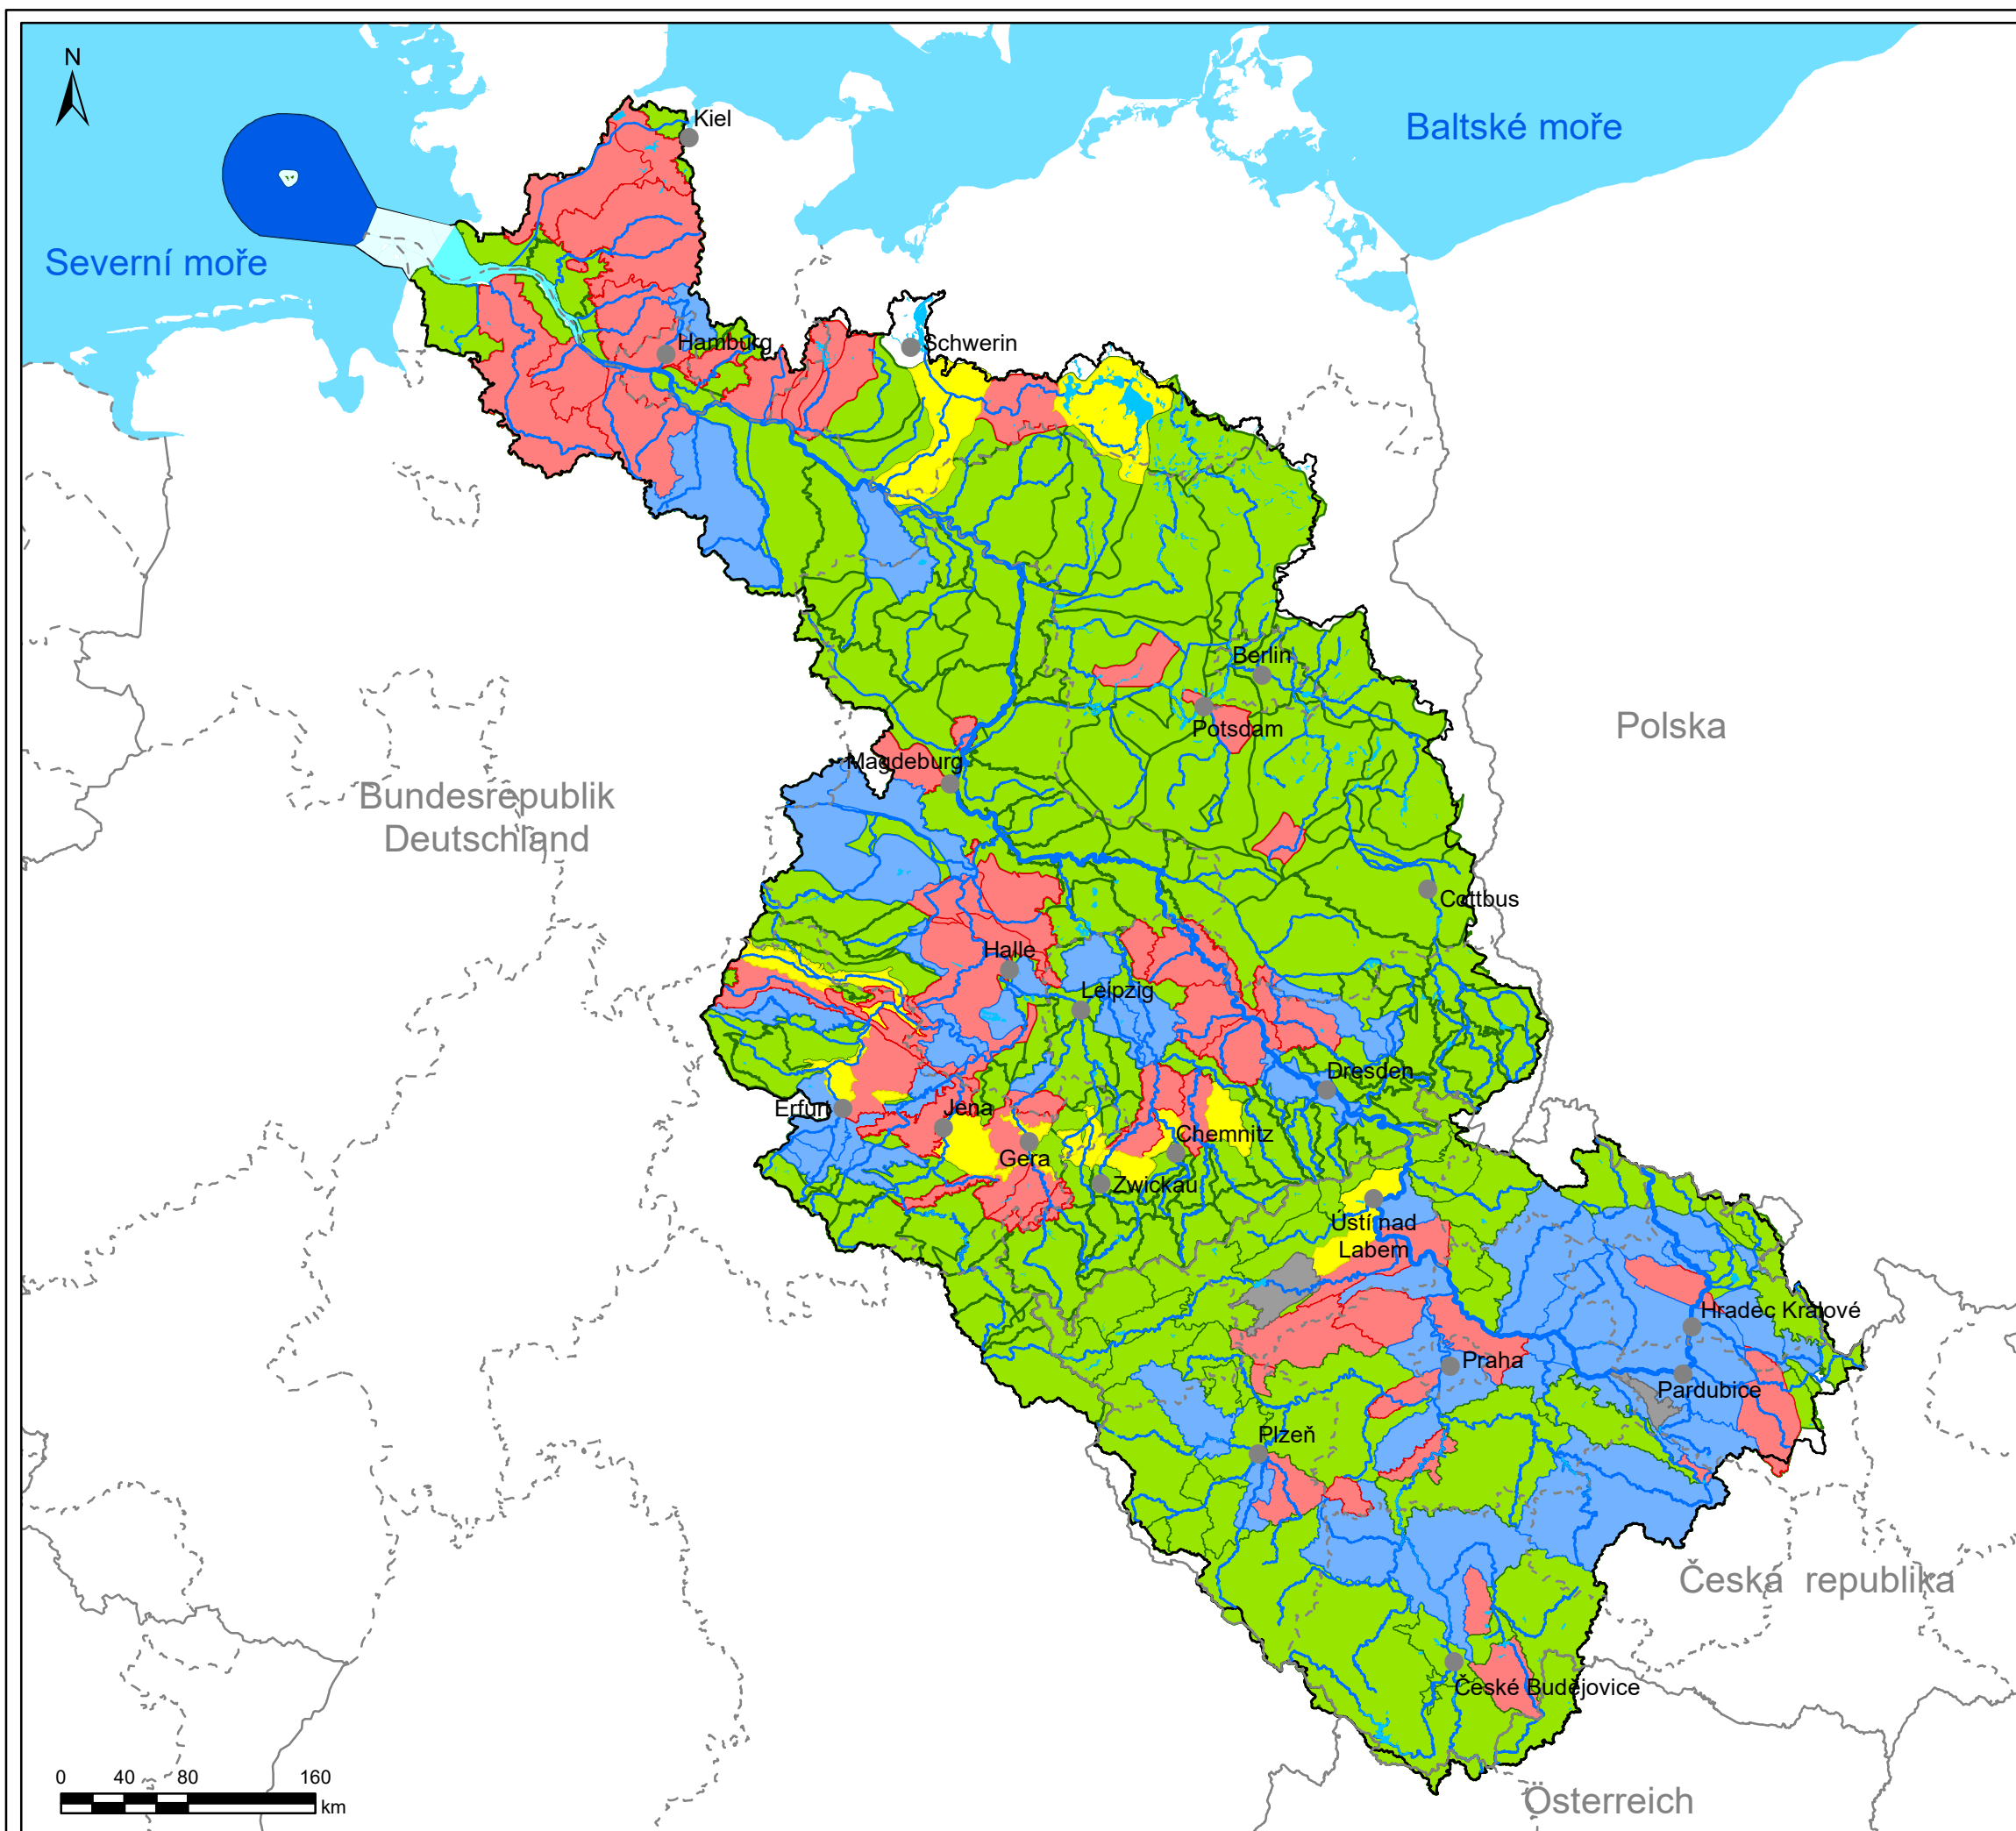 N
Kiel
Baltské moře
Severní moře
Hamburg
Schwerin
Berlin
Polska
Potsdam
Magdeburg
Bundesrepublik
Deutschland
Cottbus
Halle
Leipzig
Dresden
Erfurt
Jena
Chemnitz
Gera
Zwickau
Ústí nad
Labem
Hradec Králové
Praha
Pardubice
Plzeň
Česká republika
České Budějovice
0 40 80 160
km
Österreich